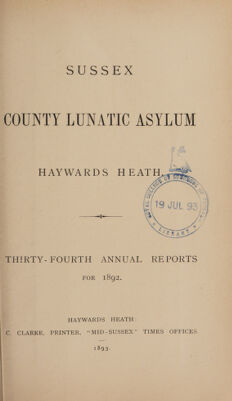 SUSSEX
COUNTY LUNATIC ASYLUM
HAYWARDS HEATH
19 JUL 93
LIBRARY
THIRTY-FOURTH ANNUAL REPORTS
FOR 1892.
HAYWARDS HEATH:
C. CLARKE, PRINTER, "MID-SUSSEX" TIMES OFFICES.
1893.